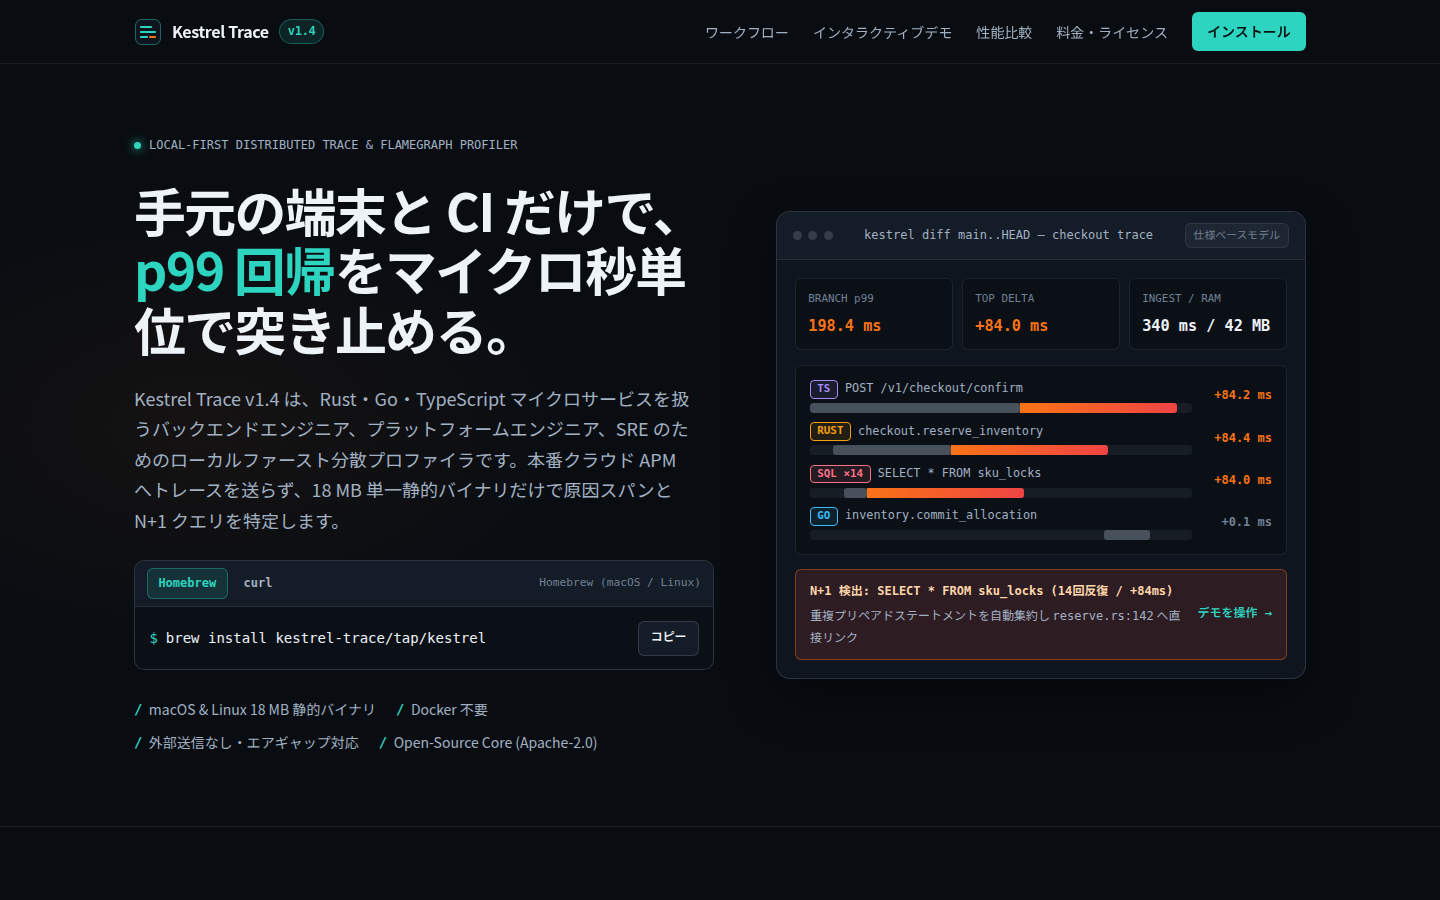 Kestrel Trace v1.4
ワークフロー インタラクティブデモ 性能比較 料金・ライセンス インストール
LOCAL-FIRST DISTRIBUTED TRACE & FLAMEGRAPH PROFILER
手元の端末と CI だけで、
p99 回帰をマイクロ秒単
位で突き止める。
Kestrel Trace v1.4 は、Rust・Go・TypeScript マイクロサービスを扱
うバックエンドエンジニア、プラットフォームエンジニア、SRE のた
めのローカルファースト分散プロファイラです。本番クラウド APM
へトレースを送らず、18 MB 単一静的バイナリだけで原因スパンと
N+1 クエリを特定します。
Homebrew curl Homebrew (macOS / Linux)
$ brew install kestrel-trace/tap/kestrel コピー
/ macOS & Linux 18 MB 静的バイナリ / Docker 不要
/ 外部送信なし・エアギャップ対応 / Open-Source Core (Apache-2.0)
kestrel diff main..HEAD — checkout trace 仕様ベースモデル
BRANCH p99
198.4 ms
TOP DELTA
+84.0 ms
INGEST / RAM
340 ms / 42 MB
TS POST /v1/checkout/confirm +84.2 ms
RUST checkout.reserve_inventory +84.4 ms
SQL ×14 SELECT * FROM sku_locks +84.0 ms
GO inventory.commit_allocation +0.1 ms
N+1 検出: SELECT * FROM sku_locks (14回反復 / +84ms)
重複プリペアドステートメントを自動集約し reserve.rs:142 へ直
接リンク
デモを操作 →